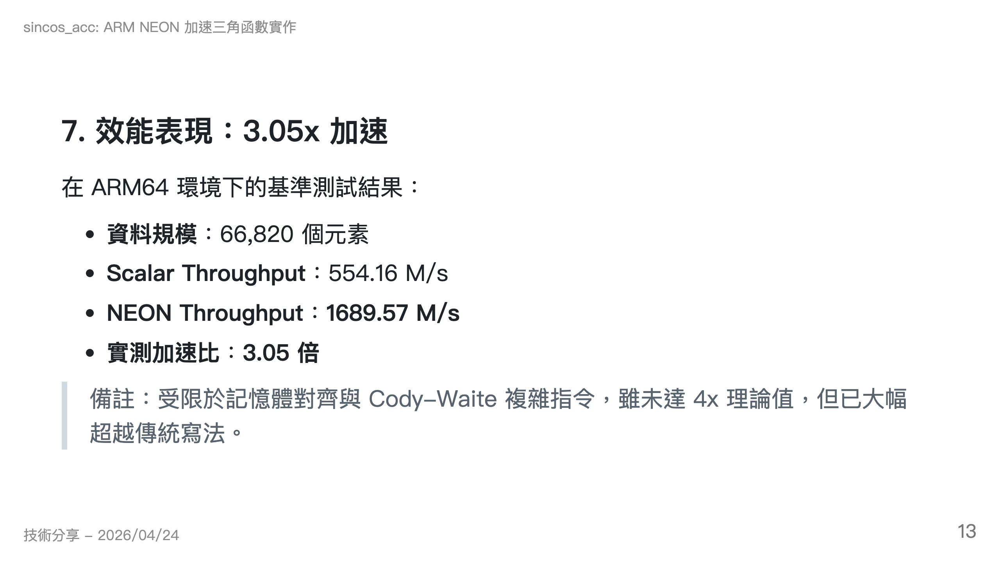 sincos_acc: ARM NEON 加速三角函數實作
7. 效能表現：3.05x 加速
在 ARM64 環境下的基準測試結果：
• 資料規模：66,820 個元素
• Scalar Throughput：554.16 M/s
• NEON Throughput：1689.57 M/s
• 實測加速比：3.05 倍
備註：受限於記憶體對齊與 Cody–Waite 複雜指令，雖未達 4x 理論值，但已大幅
超越傳統寫法。
技術分享 – 2026/04/24
13